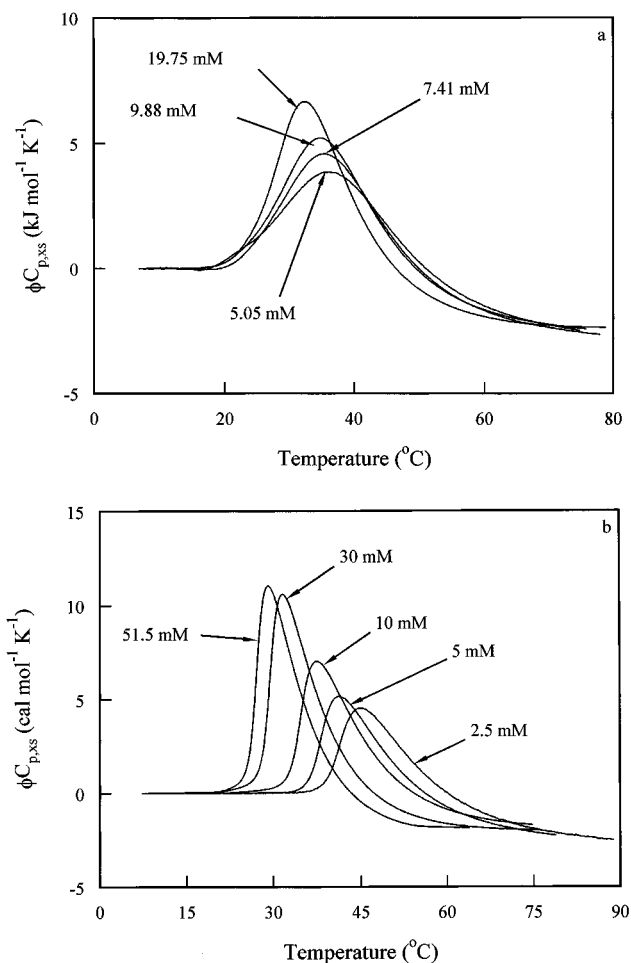 10
a
19.75 mM
7.41 mM
9.88 mM
5
ϕC_{p,xs} (kJ mol⁻¹ K⁻¹)
0
5.05 mM
-5
0 20 40 60 80
Temperature (°C)
15
b
30 mM
10
51.5 mM
10 mM
5 mM
5
2.5 mM
ϕC_{p,xs} (cal mol⁻¹ K⁻¹)
0
-5
0 15 30 45 60 75 90
Temperature (°C)